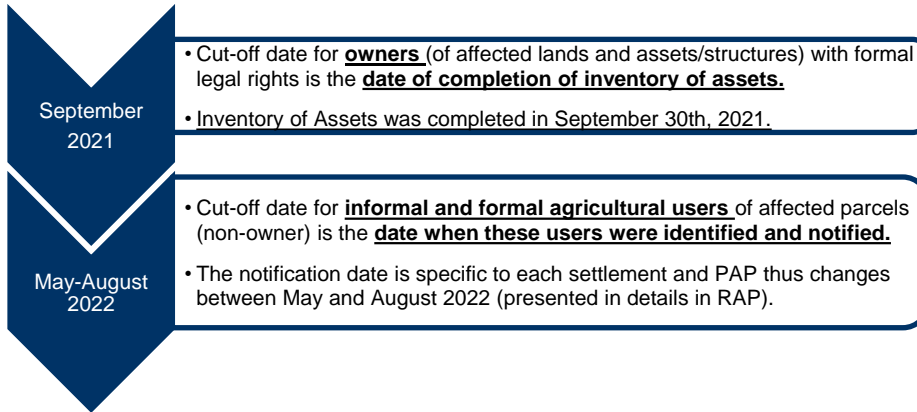 September
2021
• Cut-off date for owners (of affected lands and assets/structures) with formal
legal rights is the date of completion of inventory of assets.
• Inventory of Assets was completed in September 30th, 2021.
May-August
2022
• Cut-off date for informal and formal agricultural users of affected parcels
(non-owner) is the date when these users were identified and notified.
• The notification date is specific to each settlement and PAP thus changes
between May and August 2022 (presented in details in RAP).